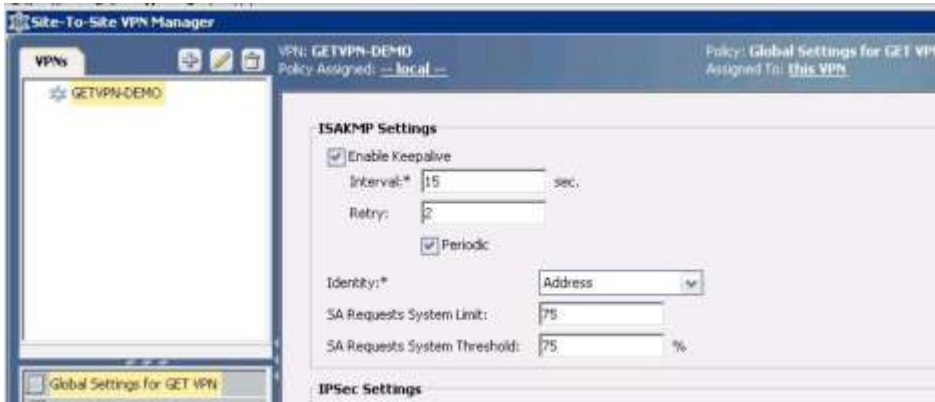 Site-To-Site VPN Manager
VPNs
GETVPN-DEMO
Global Settings for GET VPN
VPN: GETVPN-DEMO
Policy Assigned: -- local --
Policy: Global Settings for GET VP
Assigned To: this VPN
ISAKMP Settings
Enable Keepalive
Interval:* 15 sec.
Retry: 2
Periodic
Identity:* Address
SA Requests System Limit: 75
SA Requests System Threshold: 75 %
IPSec Settings